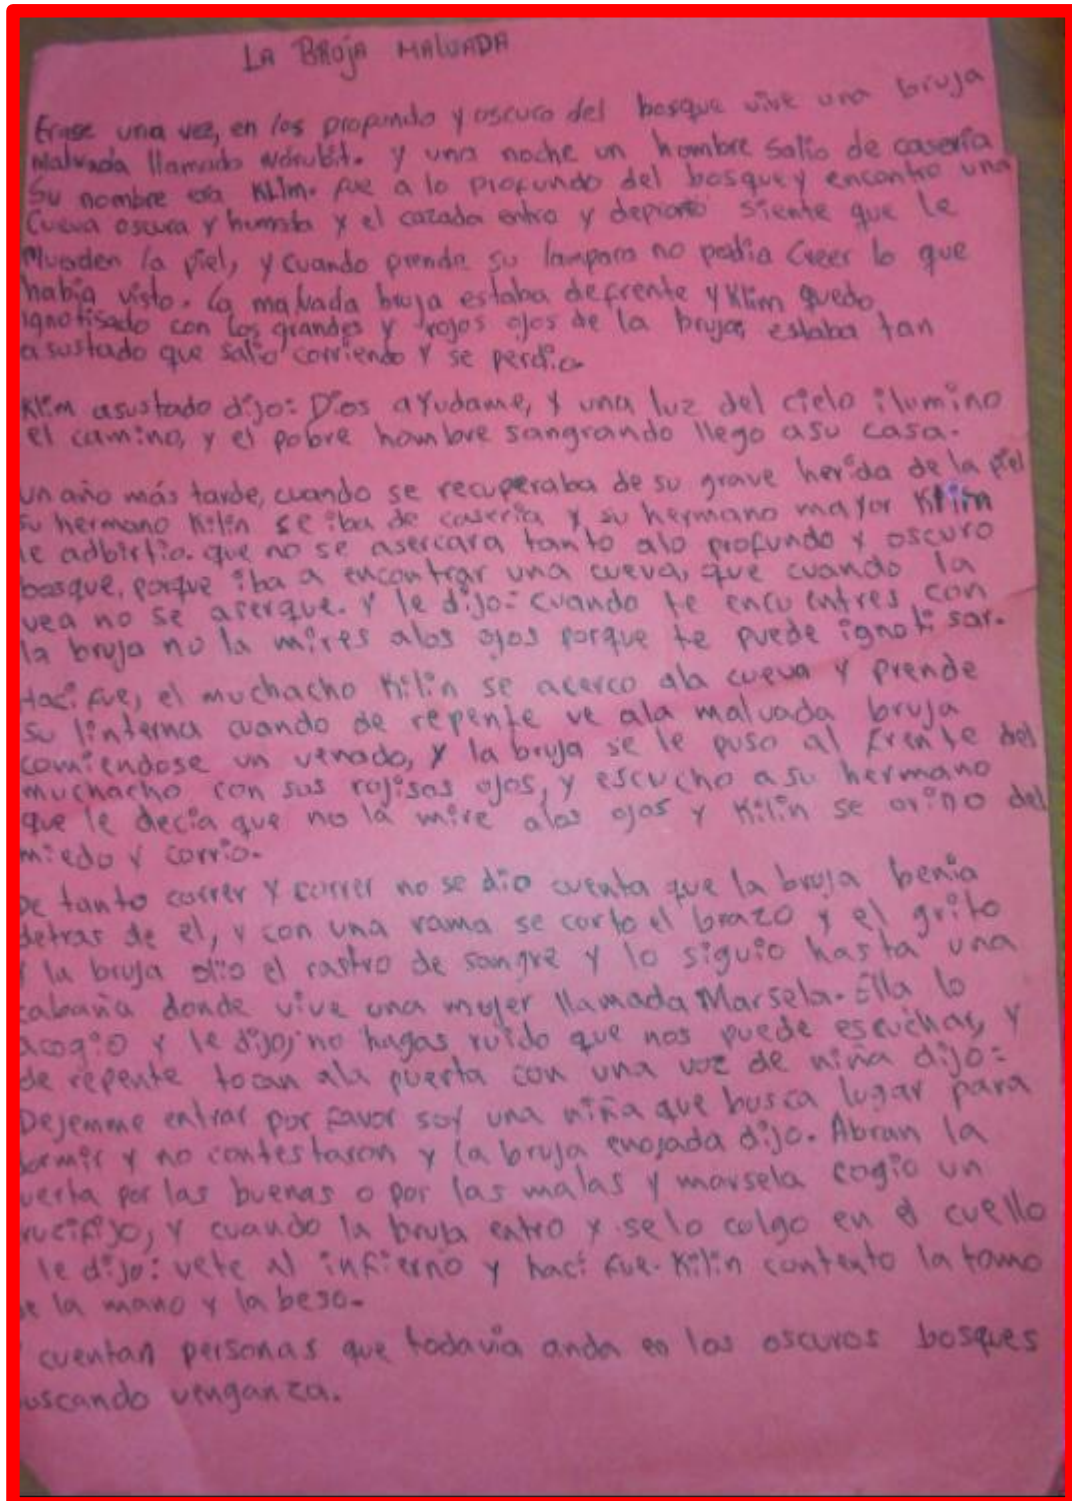 LA BROjA MALVADA
Erase una vez, en los propundo y oscuro del bosque vive una bruja
Malvada llamado Wdrubit. y una noche un hombre salio de caseria
Su nombre era Klim. fue a lo profundo del bosque y encontro una
Cueva oscura y humeda y el cazada entro y depronto siente que le
Muerden la piel, y cuando prende su lampara no podia creer lo que
habia visto. La malvada bruja estaba defrente y Klim quedo
ignotisado con los grandes y rojos ojos de la bruja, estaba tan
asustado que salio corriendo y se perdio
Klim asustado dijo: Dios ayudame, y una luz del cielo ilumino
el camino, y el pobre hombre sangrando llego asu casa.
un año más tarde, cuando se recuperaba de su grave herida de la piel
su hermano Kilin se iba de caseria y su hermano mayor Klim
le adbirtio. que no se asercara tanto alo profundo y oscuro
bosque, porque iba a encontrar una cueva, que cuando la
vea no se acerque. Y le dijo: cuando te encuentres con
la bruja no la mires alos ojos porque te puede ignotisar.
Haci fue, el muchacho Kilin se acerco ala cueva y prende
su linterna cuando de repente ve ala malvada bruja
comiendose un venado, y la bruja se le puso al frente del
muchacho con sus rojisos ojos, y escucho a su hermano
que le decia que no la mire alos ojos y Kilin se orino del
miedo y corrio.
De tanto correr y correr no se dio cuenta que la bruja benia
detras de el, y con una rama se corto el brazo y el grito
y la bruja olio el rastro de sangre y lo siguio hasta una
cabaña donde vive una mujer llamada Marsela. Ella lo
acogio y le dijo; no hagas ruido que nos puede escuchar, y
de repente tocan ala puerta con una voz de niña dijo:
Dejemme entrar por favor soy una niña que busca lugar para
dormir y no contestaron y la bruja enojada dijo. Abran la
uerta por las buenas o por las malas y marsela cogio un
rucifijo, y cuando la bruja entro y se lo colgo en el cuello
le dijo: vete al infierno y haci fue. Kilin contento la tomo
de la mano y la beso.
Y cuentan personas que todavia anda en los oscuros bosques
uscando venganza.